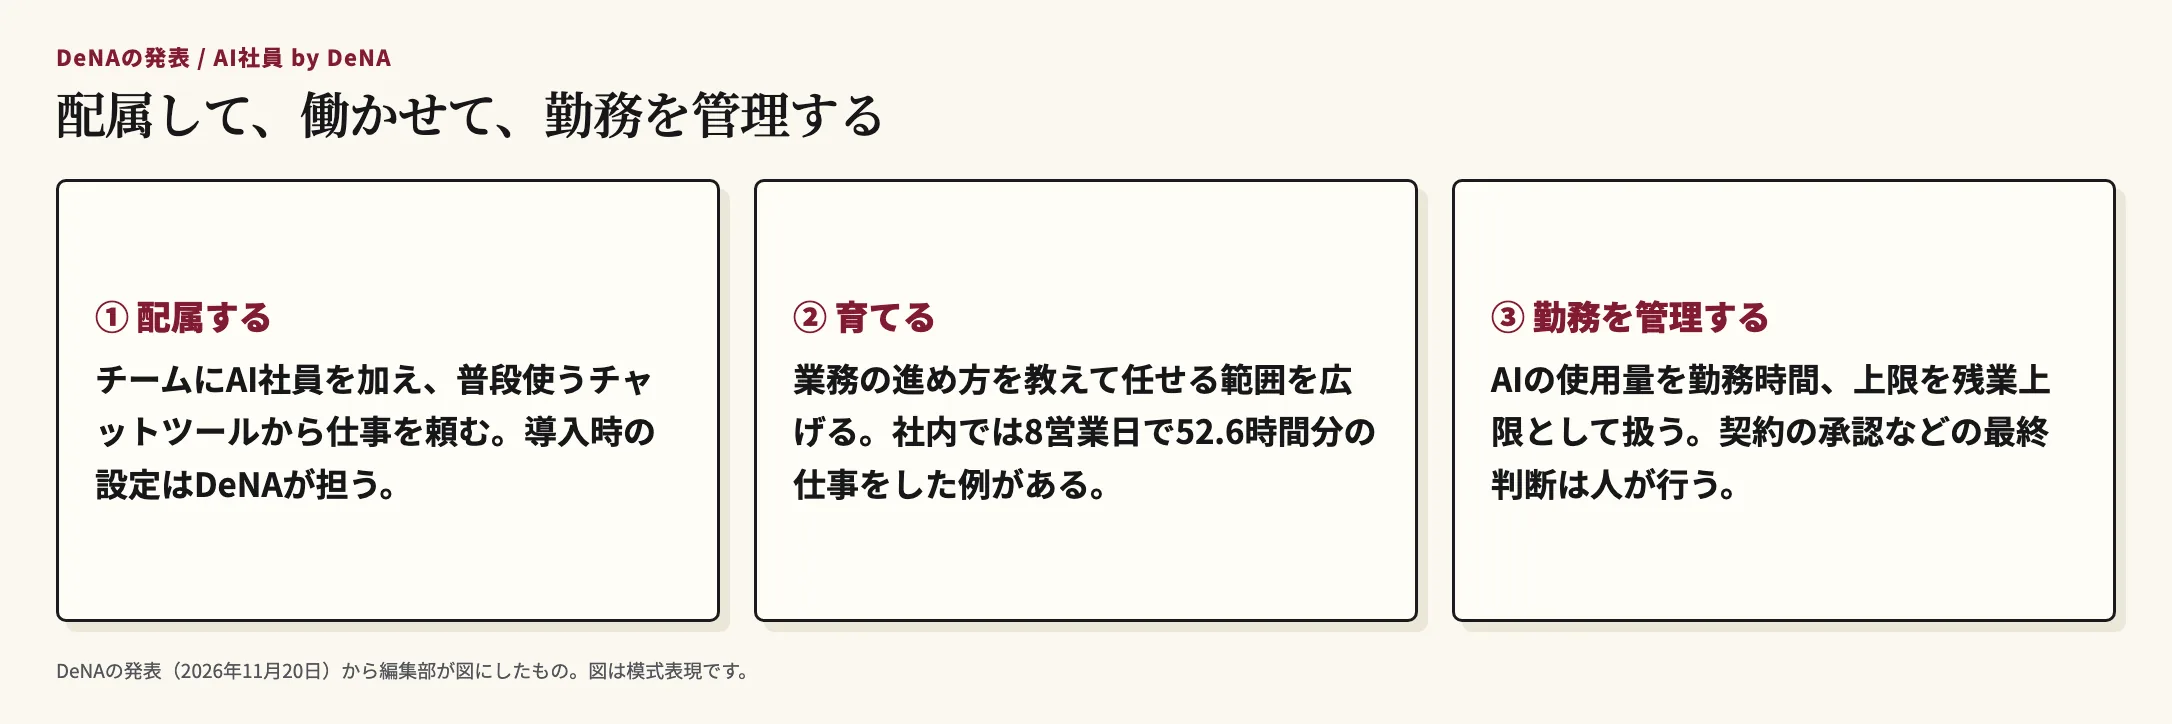 DeNAの発表 / AI社員 by DeNA
配属して、働かせて、勤務を管理する
① 配属する
チームにAI社員を加え、普段使うチャ
ットツールから仕事を頼む。導入時の
設定はDeNAが担う。
② 育てる
業務の進め方を教えて任せる範囲を広
げる。社内では8営業日で52.6時間分の
仕事をした例がある。
③ 勤務を管理する
AIの使用量を勤務時間、上限を残業上
限として扱う。契約の承認などの最終
判断は人が行う。
DeNAの発表（2026年11月20日）から編集部が図にしたもの。図は模式表現です。